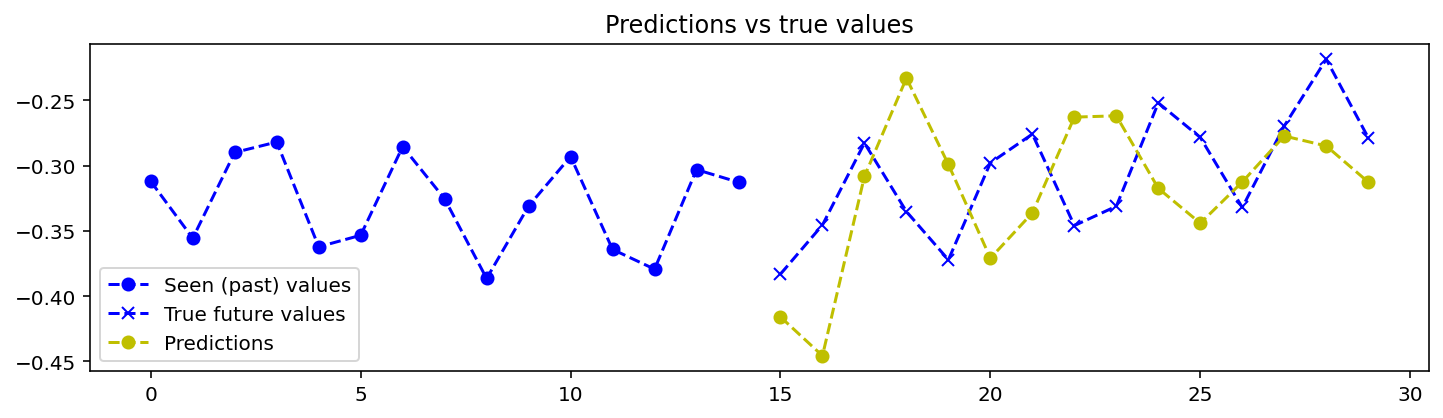 Predictions vs true values
−0.25
−0.30
−0.35
−0.40
−0.45
Seen (past) values
True future values
Predictions
0 5 10 15 20 25 30